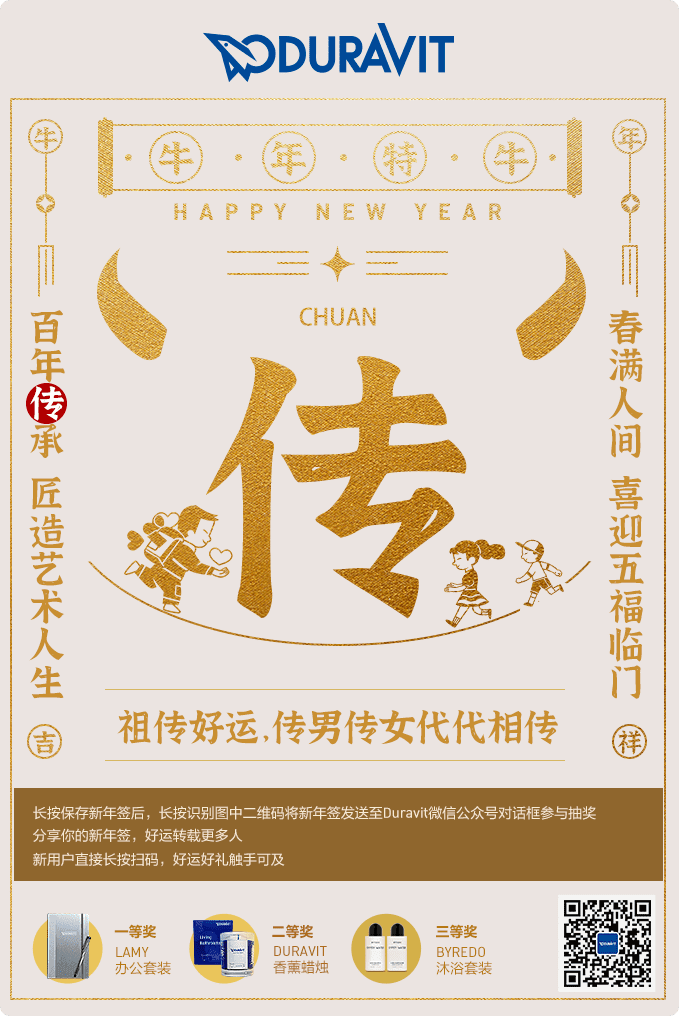 DURAVIT
牛
年
牛年特牛
HAPPY NEW YEAR
CHUAN
传
春满人间 喜迎五福临门
百年传承 匠造艺术人生
祖传好运,传男传女代代相传
吉
祥
长按保存新年签后，长按识别图中二维码将新年签发送至Duravit微信公众号对话框参与抽奖
分享你的新年签，好运转载更多人
新用户直接长按扫码，好运好礼触手可及
一等奖
LAMY
办公套装
二等奖
DURAVIT
香薰蜡烛
三等奖
BYREDO
沐浴套装